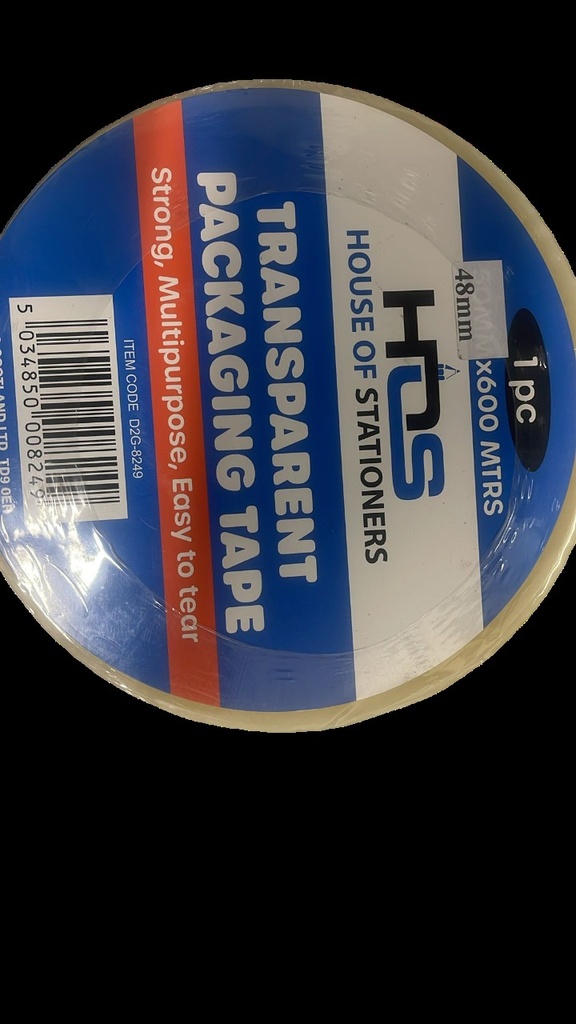 1 pc
48mm x600 MTRS
HOS
HOUSE OF STATIONERS
TRANSPARENT
PACKAGING TAPE
Strong, Multipurpose, Easy to tear
ITEM CODE D2G-8249
5 034850 008249